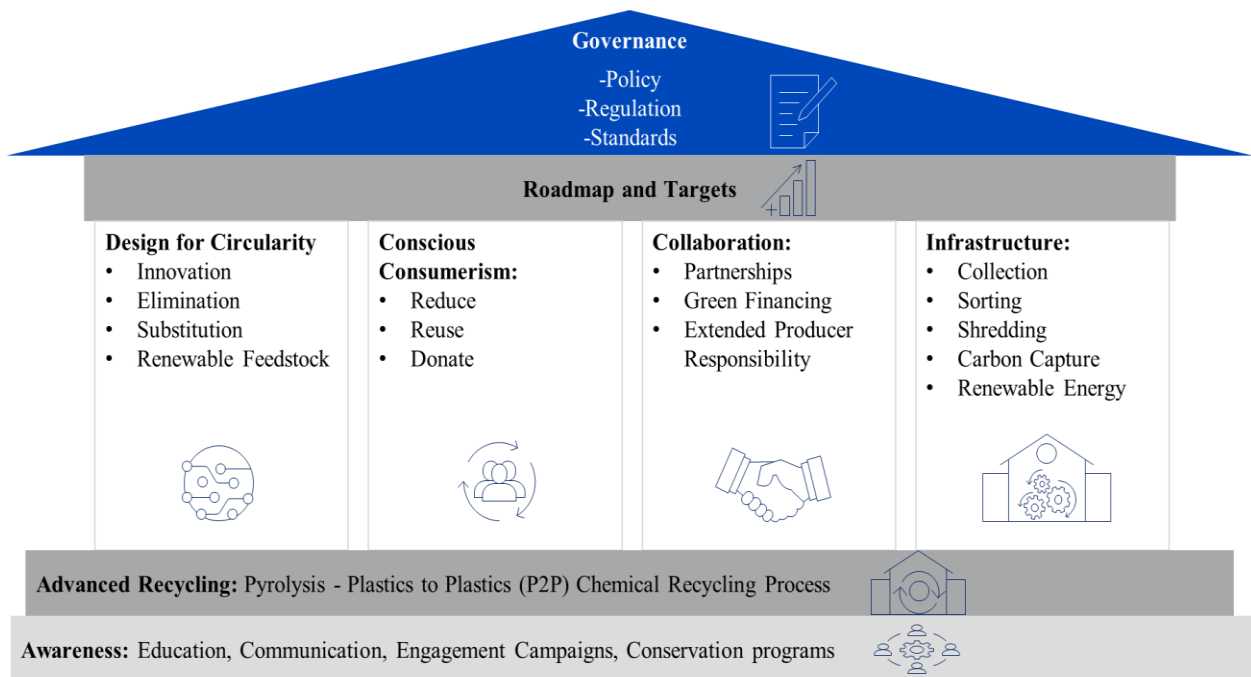 Governance
-Policy
-Regulation
-Standards
Roadmap and Targets
Design for Circularity
• Innovation
• Elimination
• Substitution
• Renewable Feedstock
Conscious
Consumerism:
• Reduce
• Reuse
• Donate
Collaboration:
• Partnerships
• Green Financing
• Extended Producer
Responsibility
Infrastructure:
• Collection
• Sorting
• Shredding
• Carbon Capture
• Renewable Energy
Advanced Recycling: Pyrolysis - Plastics to Plastics (P2P) Chemical Recycling Process
Awareness: Education, Communication, Engagement Campaigns, Conservation programs